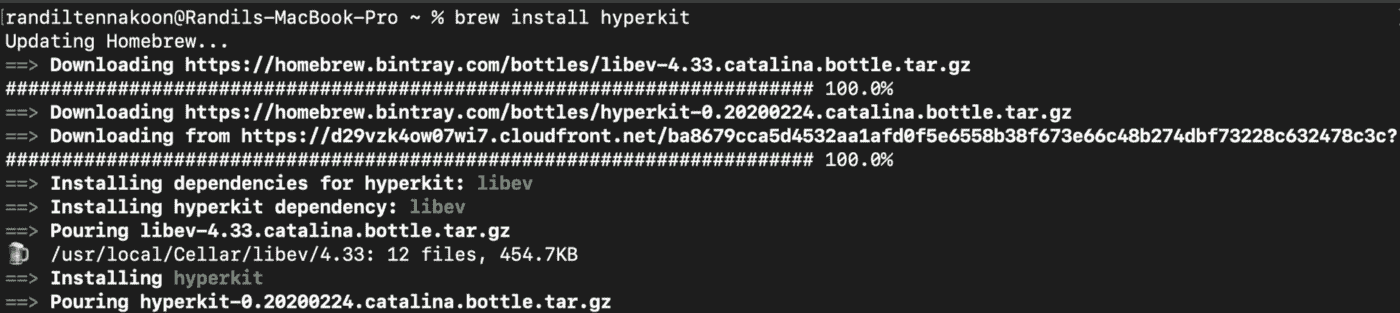 [randiltennakoon@Randils-MacBook-Pro ~ % brew install hyperkit
Updating Homebrew...
==> Downloading https://homebrew.bintray.com/bottles/libev-4.33.catalina.bottle.tar.gz
######################################################################## 100.0%
==> Downloading https://homebrew.bintray.com/bottles/hyperkit-0.20200224.catalina.bottle.tar.gz
==> Downloading from https://d29vzk4ow07wi7.cloudfront.net/ba8679cca5d4532aa1afd0f5e6558b38f673e66c48b274dbf73228c632478c3c?
######################################################################## 100.0%
==> Installing dependencies for hyperkit: libev
==> Installing hyperkit dependency: libev
==> Pouring libev-4.33.catalina.bottle.tar.gz
🍺 /usr/local/Cellar/libev/4.33: 12 files, 454.7KB
==> Installing hyperkit
==> Pouring hyperkit-0.20200224.catalina.bottle.tar.gz